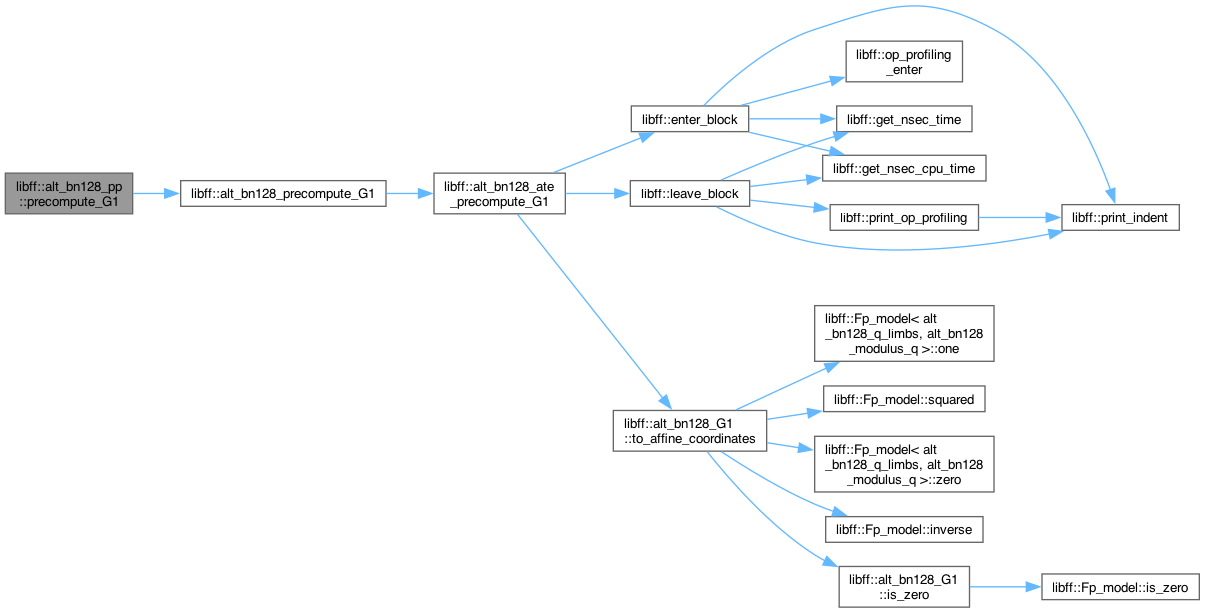 libff::alt_bn128_pp
::precompute_G1
libff::alt_bn128_precompute_G1
libff::alt_bn128_ate
_precompute_G1
libff::enter_block
libff::leave_block
libff::op_profiling
_enter
libff::get_nsec_time
libff::get_nsec_cpu_time
libff::print_op_profiling
libff::print_indent
libff::alt_bn128_G1
::to_affine_coordinates
libff::Fp_model< alt
_bn128_q_limbs, alt_bn128
_modulus_q >::one
libff::Fp_model::squared
libff::Fp_model< alt
_bn128_q_limbs, alt_bn128
_modulus_q >::zero
libff::Fp_model::inverse
libff::alt_bn128_G1
::is_zero
libff::Fp_model::is_zero